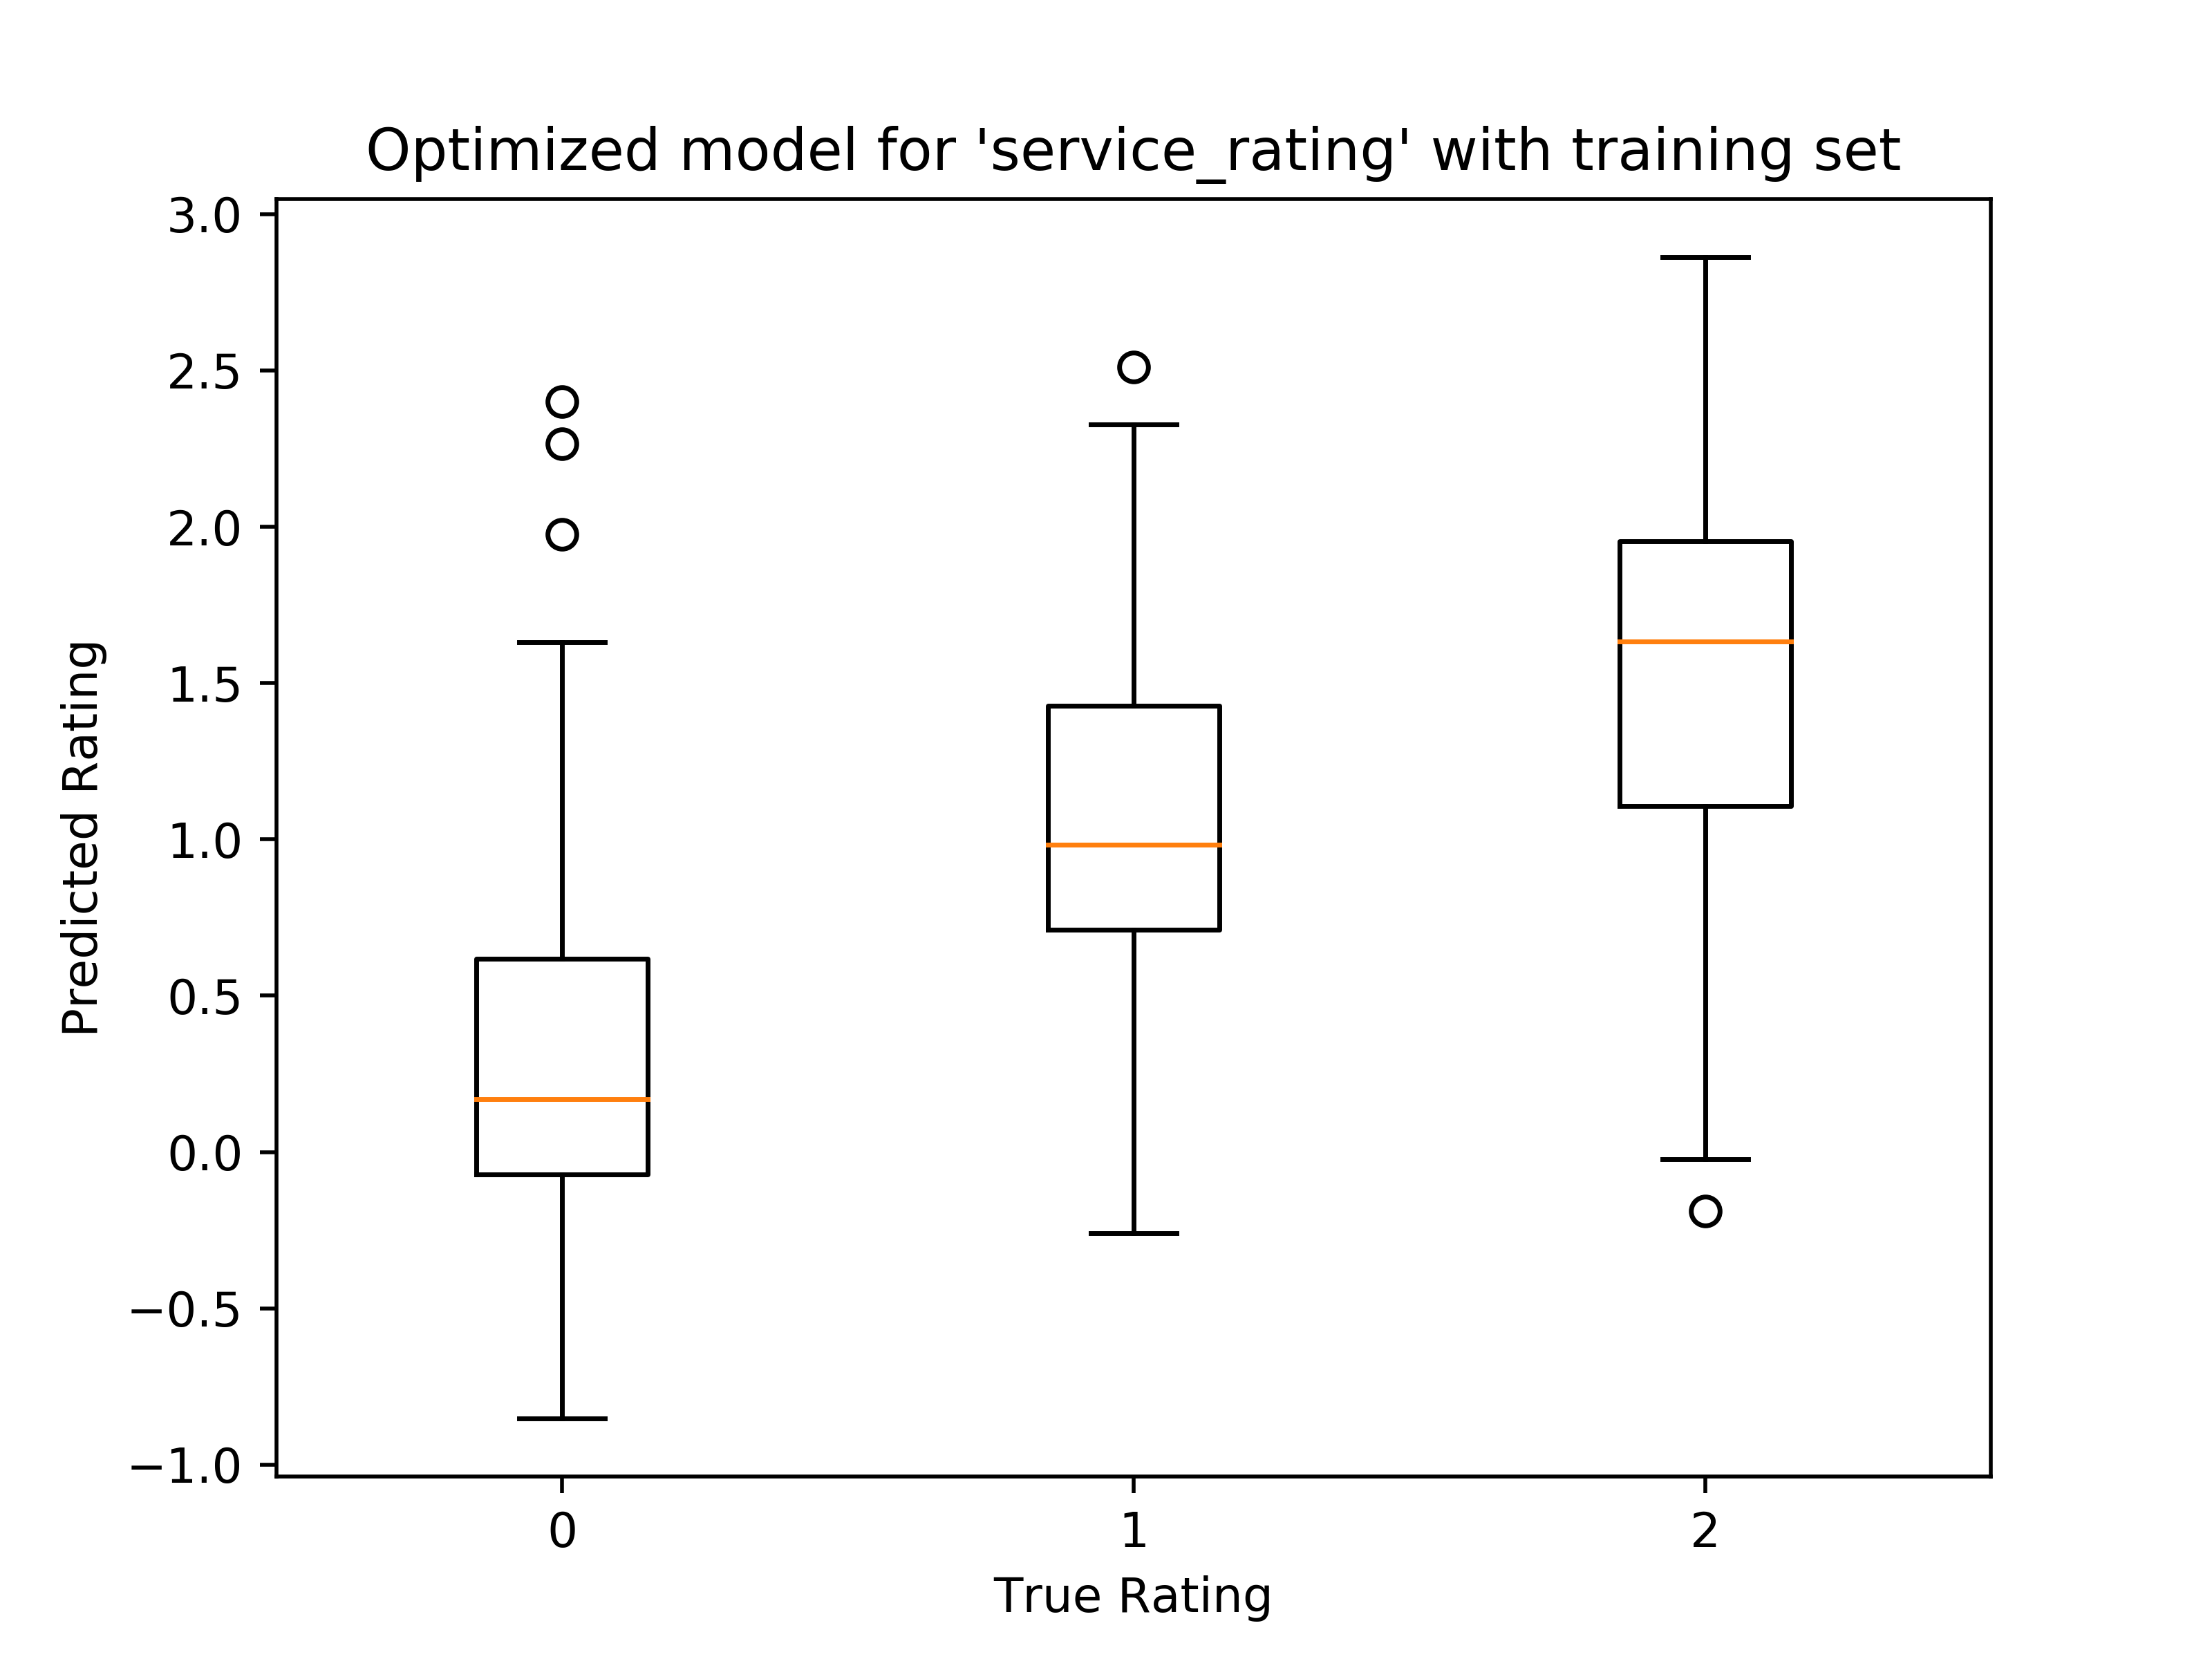 Optimized model for 'service_rating' with training set
3.0
2.5
2.0
1.5
1.0
0.5
0.0
−0.5
−1.0
Predicted Rating
0 1 2
True Rating